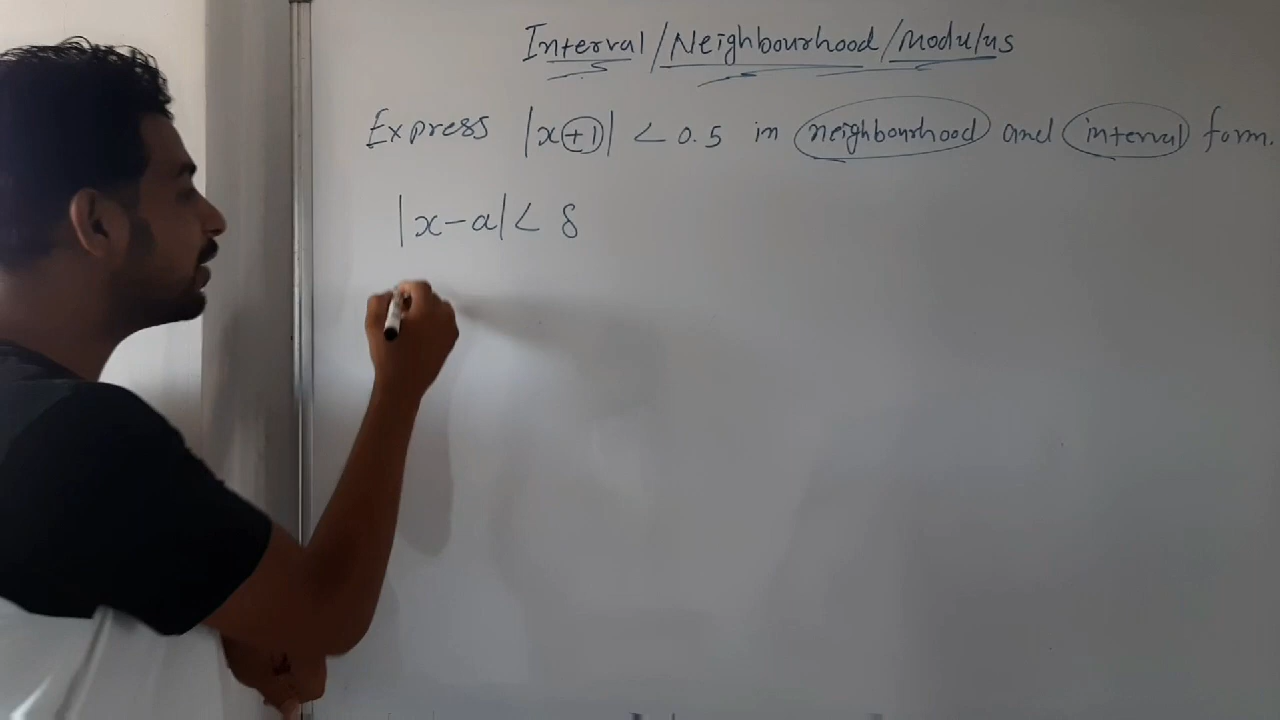 Interval/Neighbourhood/Modulus
Express |x+1| < 0.5 in neighbourhood and interval form.
|x-a| < δ